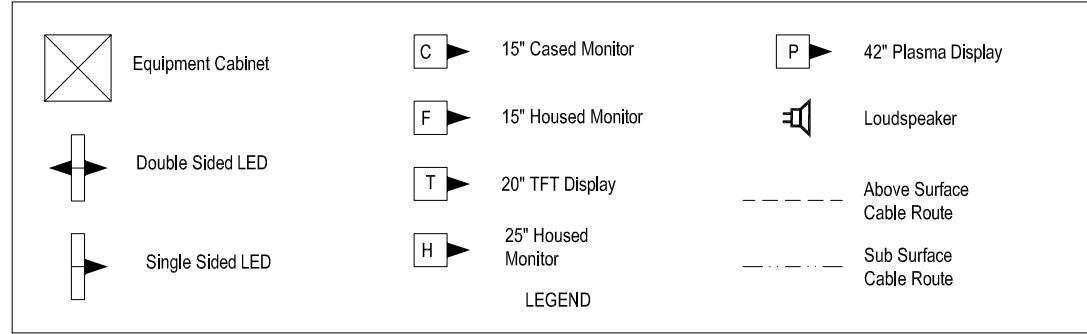 Equipment Cabinet
Double Sided LED
Single Sided LED
C
15" Cased Monitor
F
15" Housed Monitor
T
20" TFT Display
H
25" Housed
Monitor
P
42" Plasma Display
Loudspeaker
Above Surface
Cable Route
Sub Surface
Cable Route
LEGEND